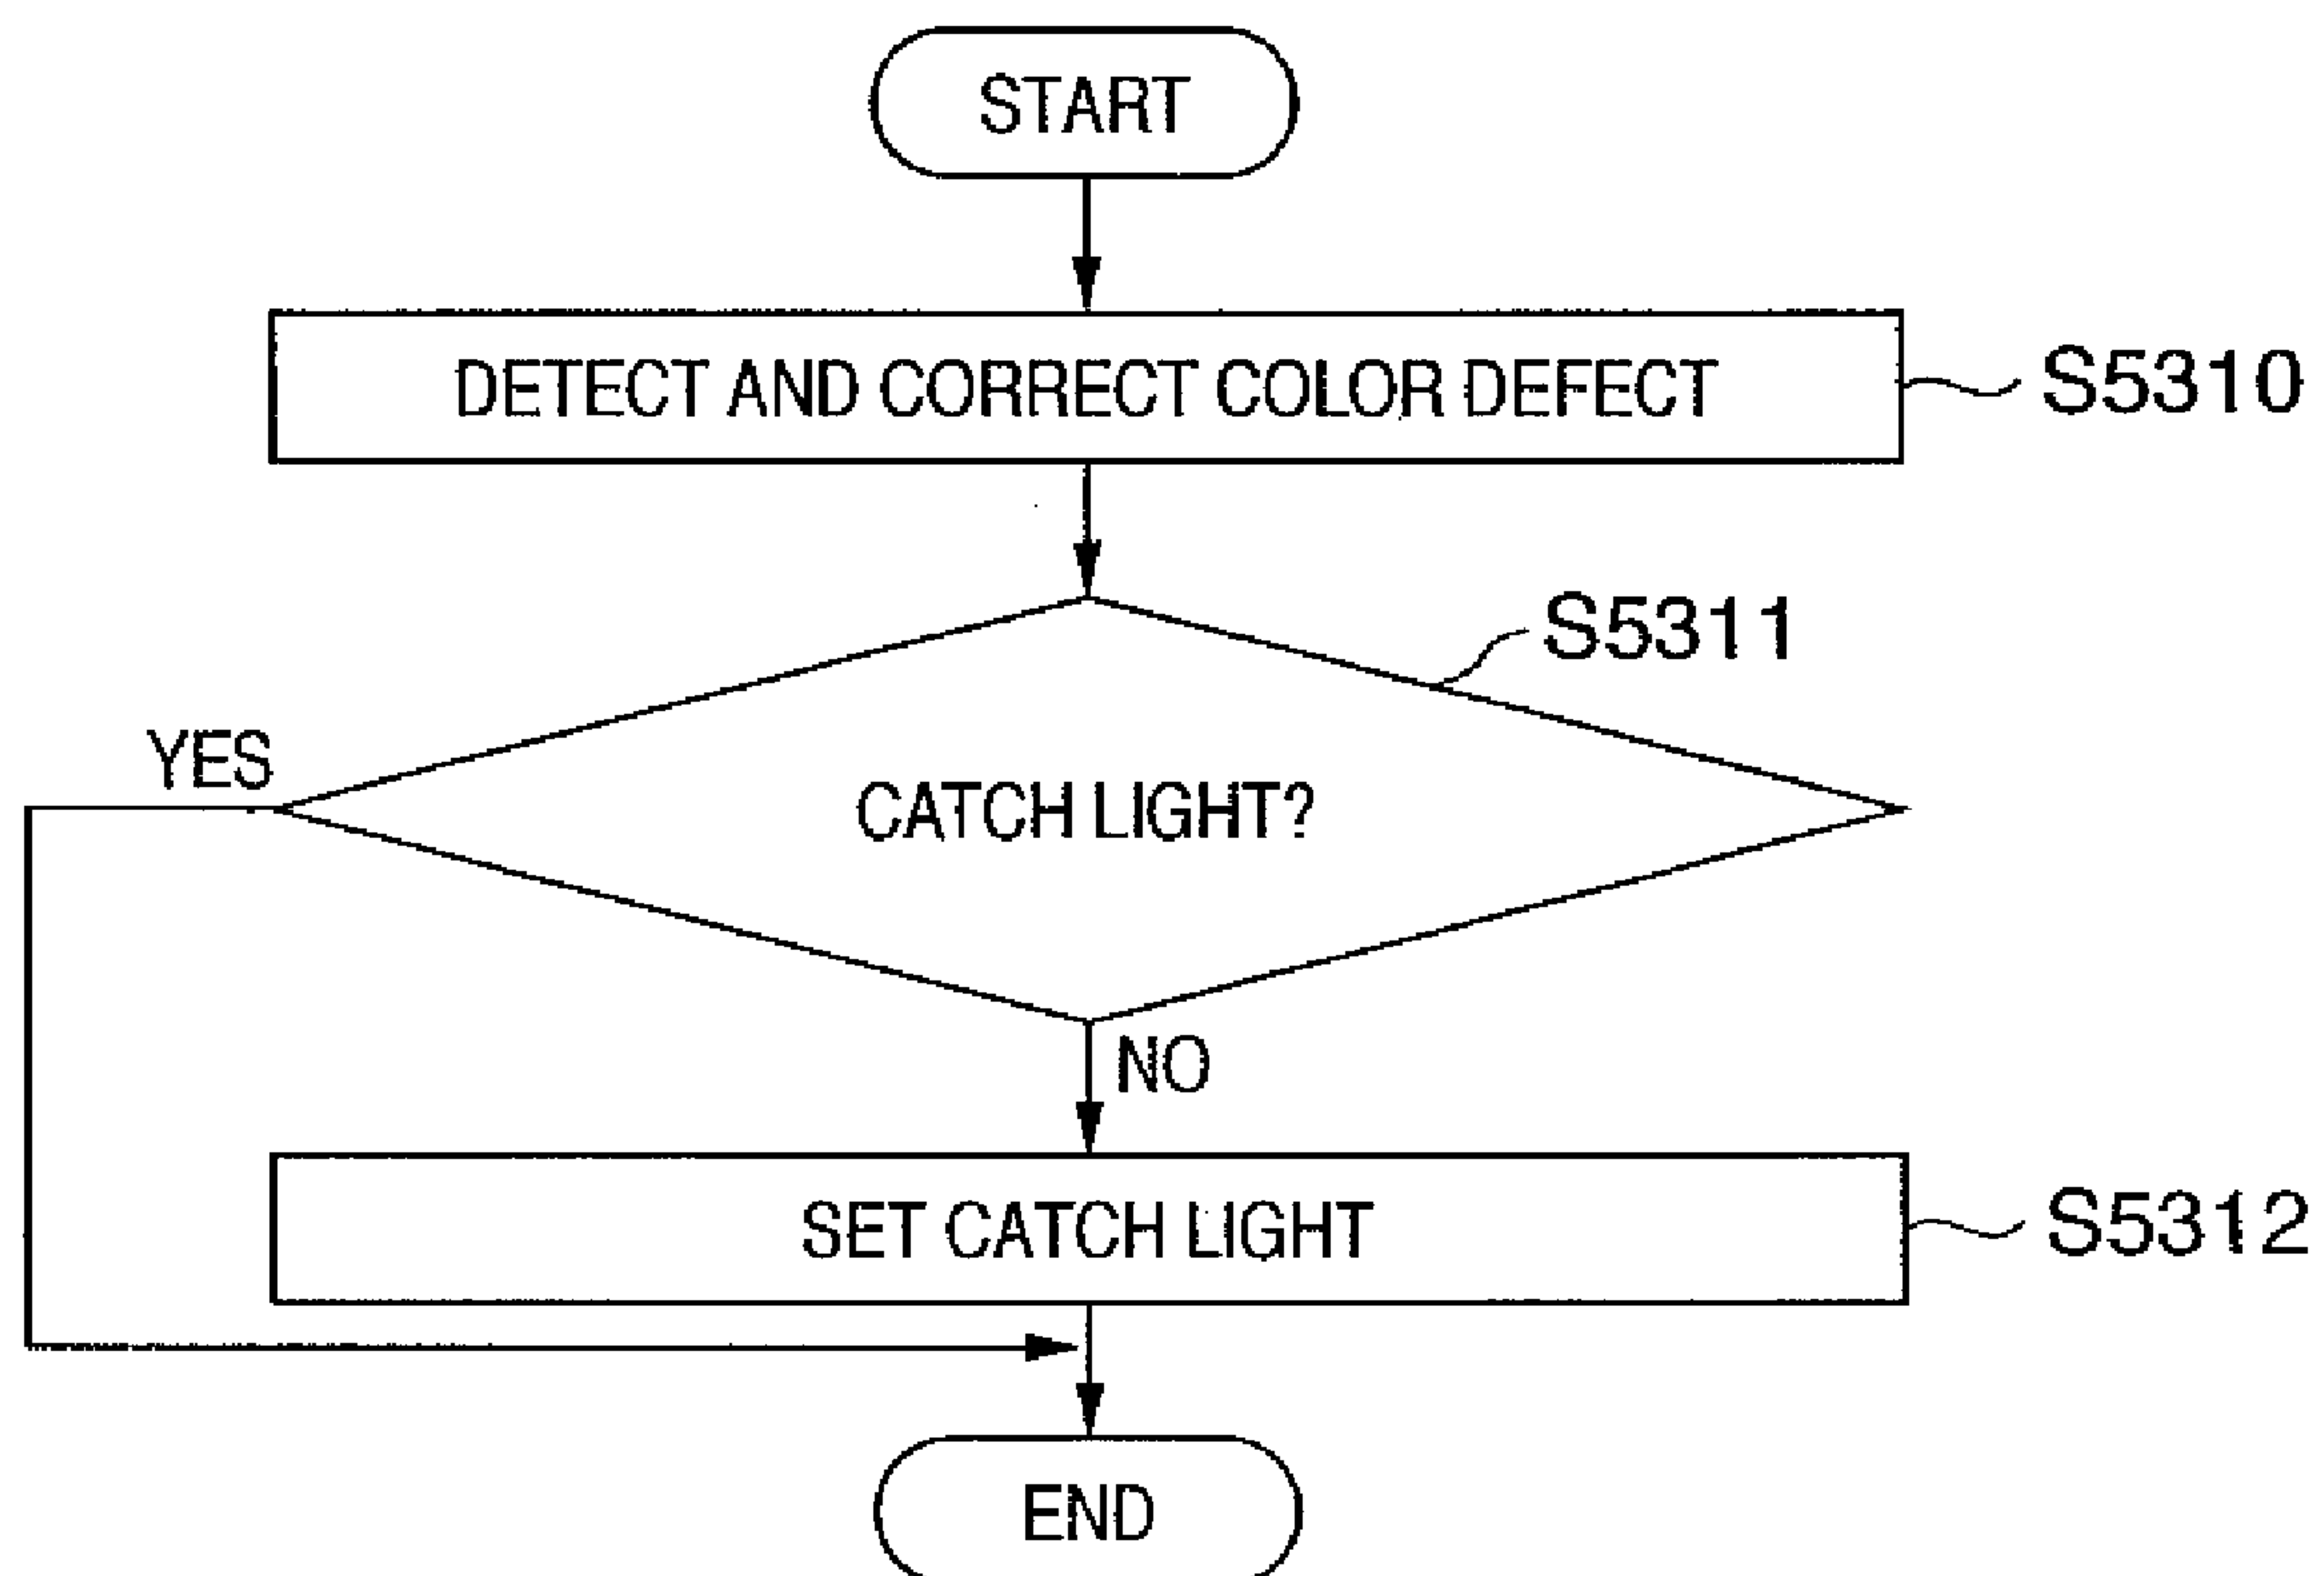 START
DETECT AND CORRECT COLOR DEFECT
S5310
S5311
YES
CATCH LIGHT?
NO
SET CATCH LIGHT
S5312
END